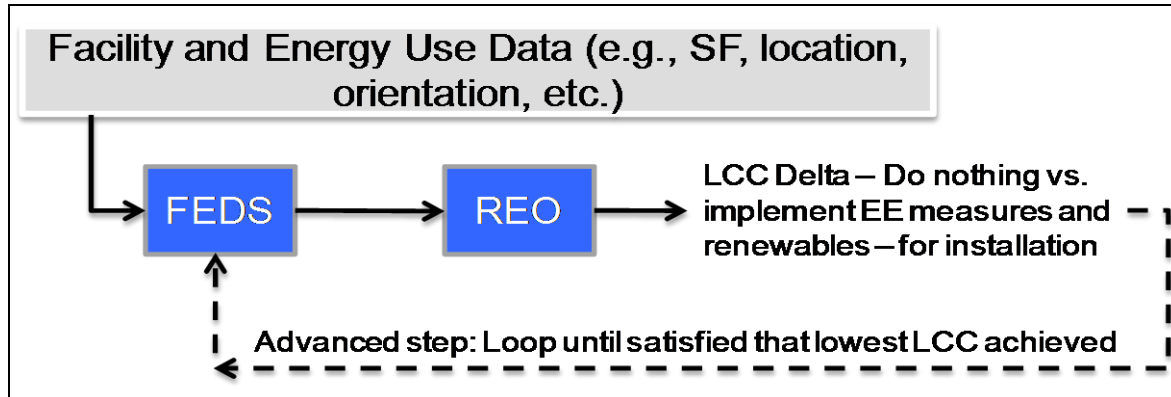 Facility and Energy Use Data (e.g., SF, location,
orientation, etc.)
FEDS
REO
LCC Delta – Do nothing vs.
implement EE measures and
renewables – for installation
Advanced step: Loop until satisfied that lowest LCC achieved